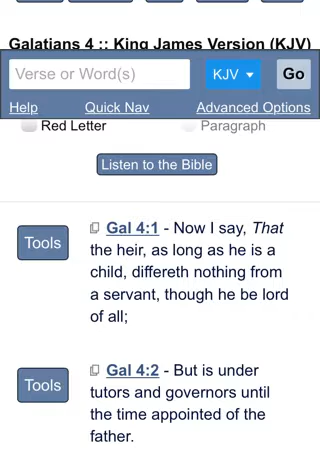 Galatians 4 :: King James Version (KJV)
Verse or Word(s)
KJV
Go
Help Quick Nav Advanced Options
Red Letter Paragraph
Listen to the Bible
Tools
Gal 4:1 - Now I say, That
the heir, as long as he is a
child, differeth nothing from
a servant, though he be lord
of all;
Tools
Gal 4:2 - But is under
tutors and governors until
the time appointed of the
father.